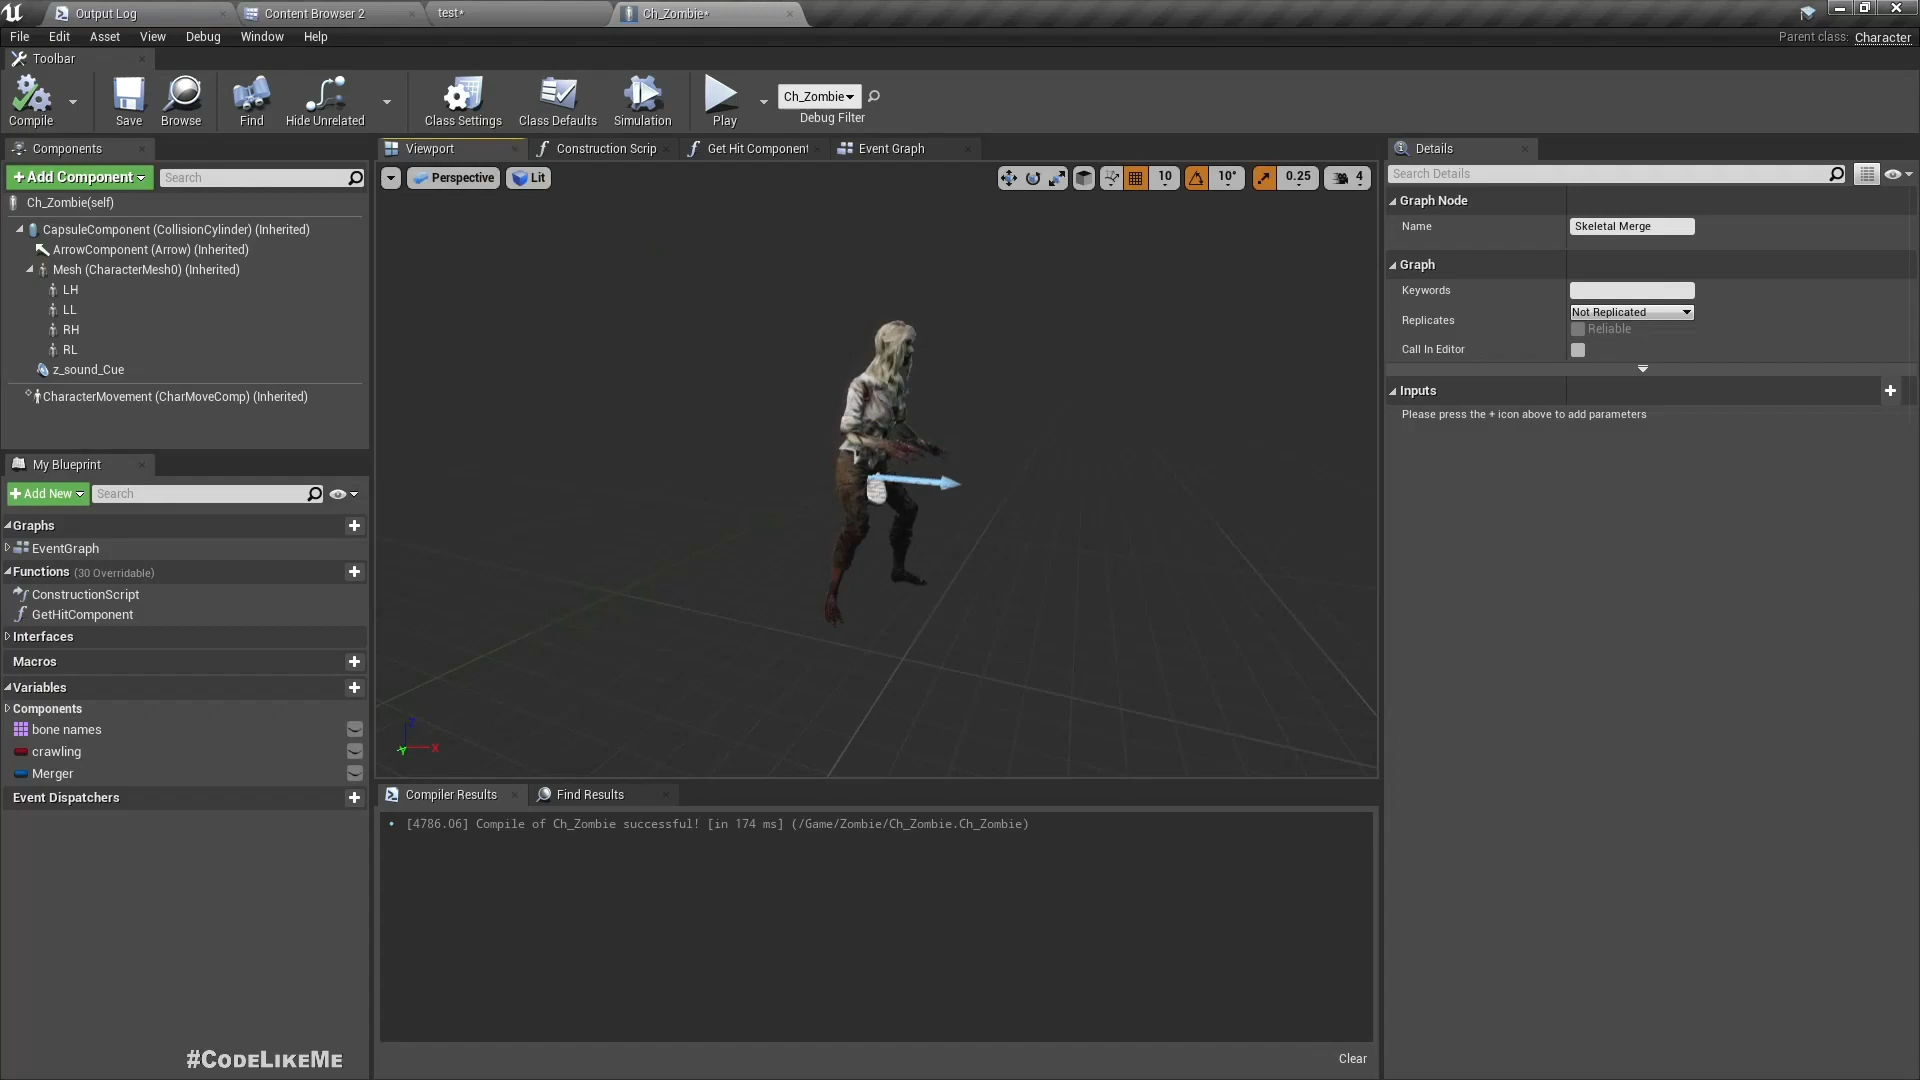 Output Log
Content Browser 2
test*
Ch_Zombie*
File Edit Asset View Debug Window Help
Parent class: Character
Toolbar
Compile
Save
Browse
Find
Hide Unrelated
Class Settings
Class Defaults
Simulation
Play
Ch_Zombie
Debug Filter
Components
+Add Component
Search
Ch_Zombie(self)
CapsuleComponent (CollisionCylinder) (Inherited)
ArrowComponent (Arrow) (Inherited)
Mesh (CharacterMesh0) (Inherited)
LH
LL
RH
RL
z_sound_Cue
CharacterMovement (CharMoveComp) (Inherited)
My Blueprint
+Add New
Search
Graphs
EventGraph
Functions (30 Overridable)
ConstructionScript
GetHitComponent
Interfaces
Macros
Variables
Components
bone names
crawling
Merger
Event Dispatchers
#CodeLikeMe
Viewport
Construction Scrip
Get Hit Component
Event Graph
Perspective
Lit
10
10°
0.25
4
Z
Y
X
Compiler Results
Find Results
• [4786.06] Compile of Ch_Zombie successful! [in 174 ms] (/Game/Zombie/Ch_Zombie.Ch_Zombie)
Clear
Details
Search Details
Graph Node
Name
Skeletal Merge
Graph
Keywords
Replicates
Not Replicated
Reliable
Call In Editor
Inputs
Please press the + icon above to add parameters